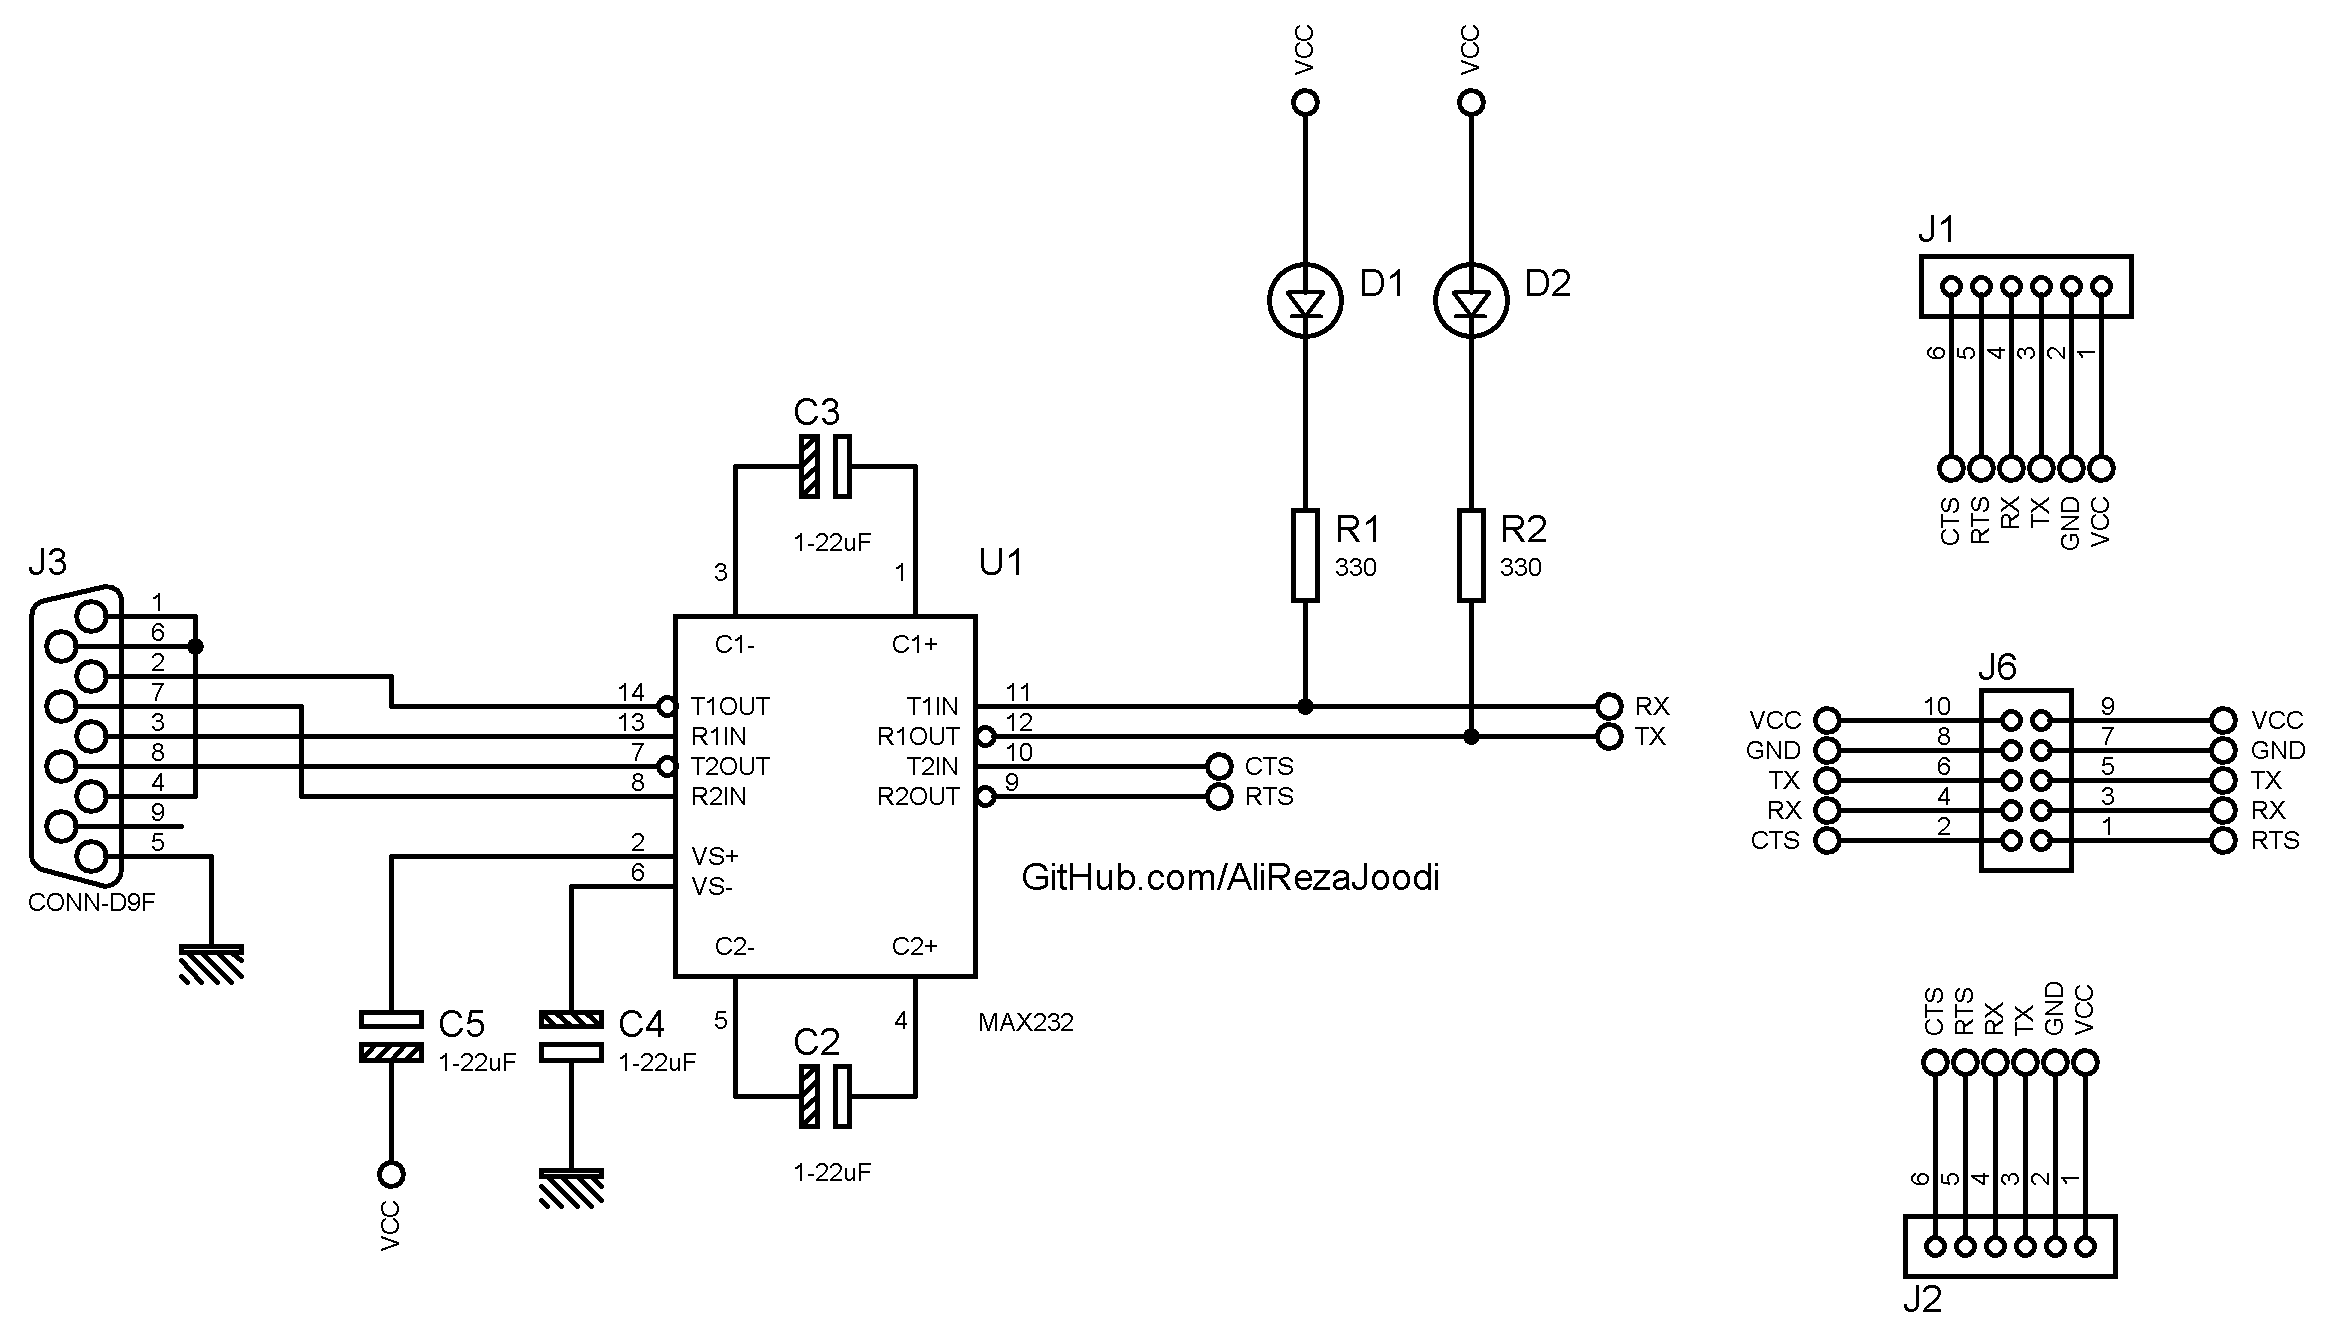 VCC
VCC
D1
D2
J1
6
5
4
3
2
1
CTS
RTS
RX
TX
GND
VCC
C3
1-22uF
3
1
U1
R1
330
R2
330
J3
1
6
2
7
3
8
4
9
5
CONN-D9F
14
13
7
8
2
6
C1-
C1+
T1OUT
R1IN
T2OUT
R2IN
VS+
VS-
T1IN
R1OUT
T2IN
R2OUT
C2-
C2+
11
12
10
9
RX
TX
CTS
RTS
GitHub.com/AliRezaJoodi
J6
VCC 10 9 VCC
GND 8 7 GND
TX 6 5 TX
RX 4 3 RX
CTS 2 1 RTS
C5
1-22uF
VCC
C4
1-22uF
5
4
C2
1-22uF
MAX232
CTS
RTS
RX
TX
GND
VCC
6
5
4
3
2
1
J2